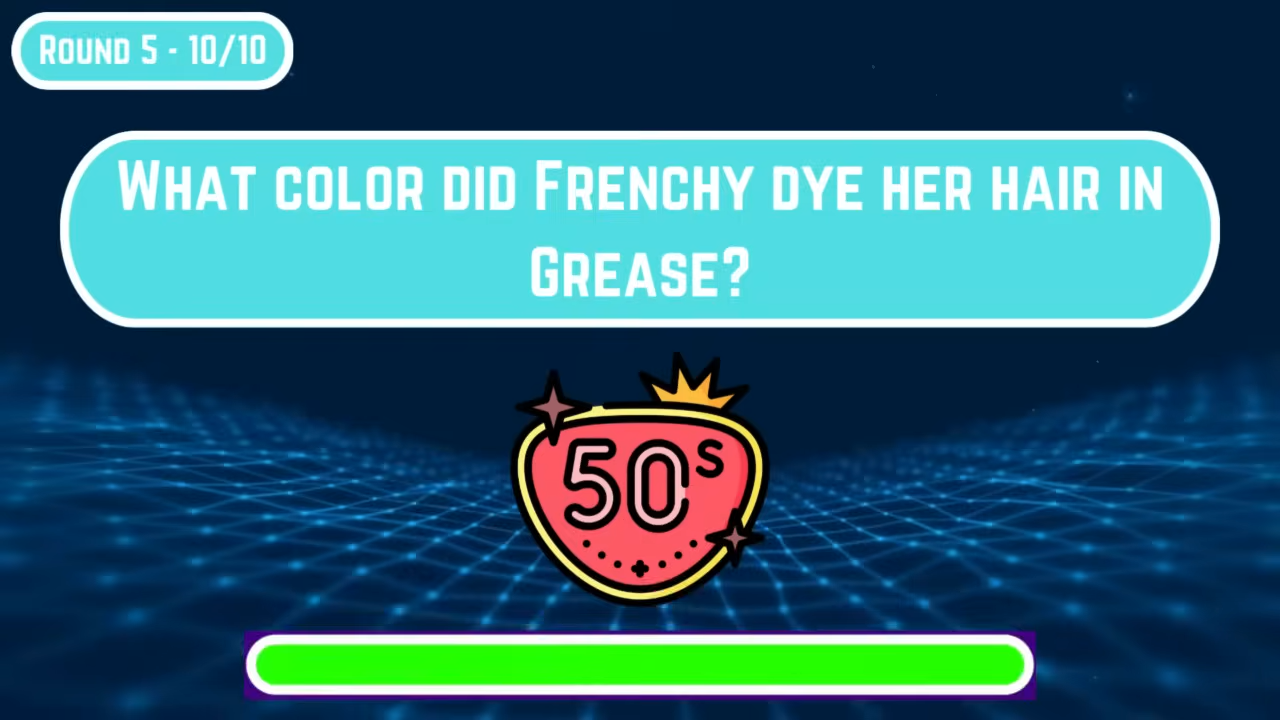 Round 5 - 10/10
What color did Frenchy dye her hair in
Grease?
50s